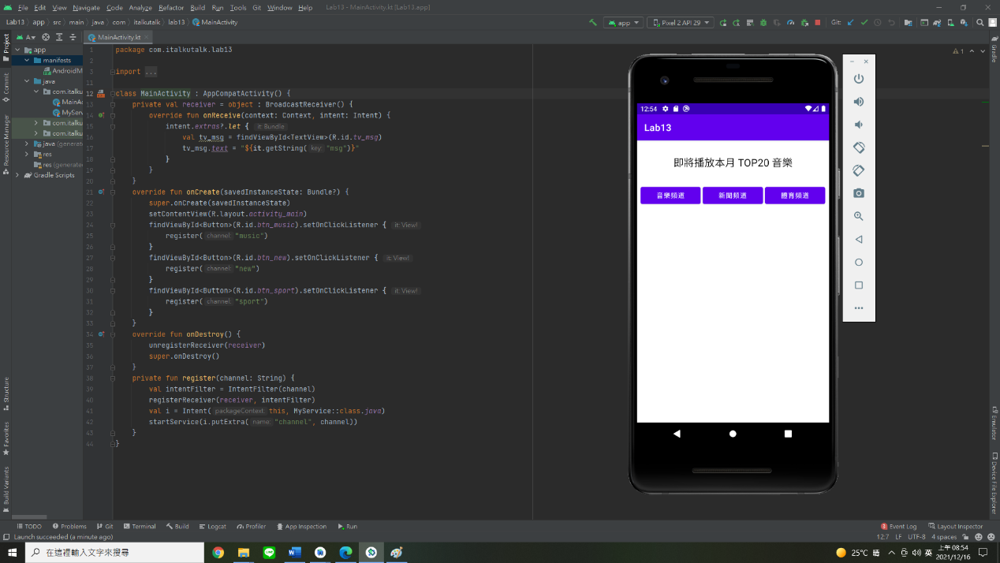 File Edit View Navigate Code Analyze Refactor Build Run Tools Git Window Help Lab13 - MainActivity.kt [Lab13.app]
Lab13 app src main java com italkutalk lab13 MainActivity app Pixel 2 API 29 Git:
A... MainActivity.kt
Project
Commit
Resource Manager
Structure
Favorites
Build Variants
app
manifests
AndroidM
java
com.italku
MainAc
MyServ
com.italku
com.italku
java (generate
res
res (generate
Gradle Scripts
1 package com.italkutalk.lab13
2
3 import ...
12 class MainActivity : AppCompatActivity() {
13 private val receiver = object : BroadcastReceiver() {
14 override fun onReceive(context: Context, intent: Intent) {
15 intent.extras?.let { it: Bundle
16 val tv_msg = findViewById<TextView>(R.id.tv_msg)
17 tv_msg.text = "${it.getString( key: "msg")}"
18 }
19 }
20 }
21 override fun onCreate(savedInstanceState: Bundle?) {
22 super.onCreate(savedInstanceState)
23 setContentView(R.layout.activity_main)
24 findViewById<Button>(R.id.btn_music).setOnClickListener { it: View!
25 register( channel: "music")
26 }
27 findViewById<Button>(R.id.btn_new).setOnClickListener { it: View!
28 register( channel: "new")
29 }
30 findViewById<Button>(R.id.btn_sport).setOnClickListener { it: View!
31 register( channel: "sport")
32 }
33 }
34 override fun onDestroy() {
35 unregisterReceiver(receiver)
36 super.onDestroy()
37 }
38 private fun register(channel: String) {
39 val intentFilter = IntentFilter(channel)
40 registerReceiver(receiver, intentFilter)
41 val i = Intent( packageContext: this, MyService::class.java)
42 startService(i.putExtra( name: "channel", channel))
43 }
44 }
1
12:54
Lab13
即將播放本月 TOP20 音樂
音樂頻道 新聞頻道 體育頻道
Gradle
Emulator
Device File Explorer
TODO Problems Git Terminal Build Logcat Profiler App Inspection Run 3 Event Log Layout Inspector
Launch succeeded (a minute ago) 12:7 LF UTF-8 4 spaces
在這裡輸入文字來搜尋 25°C 晴 英 上午 08:54
2021/12/16